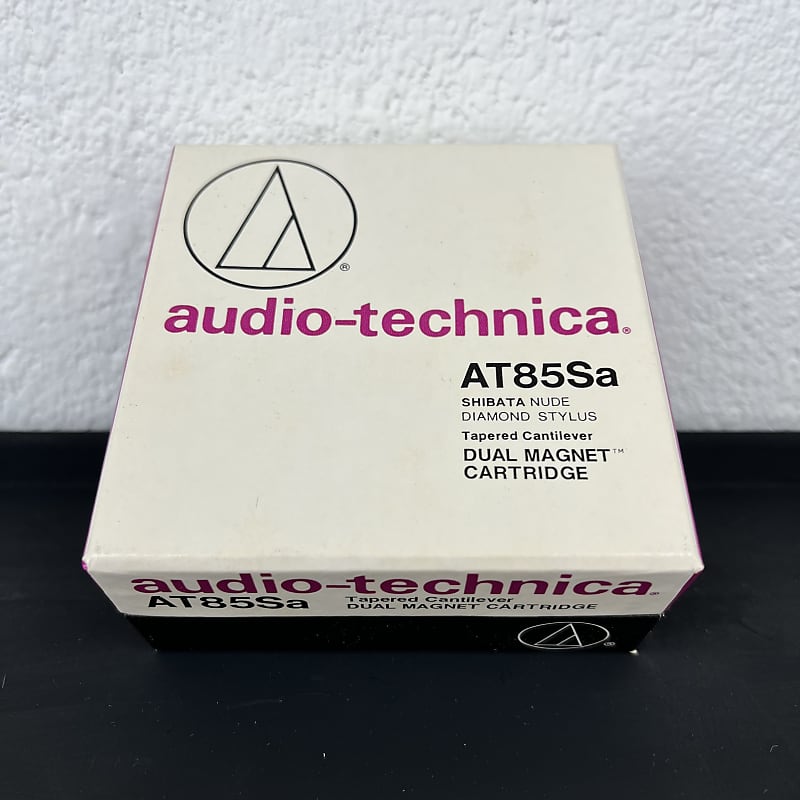 ®
audio-technica®
AT85Sa
SHIBATA NUDE
DIAMOND STYLUS
Tapered Cantilever
DUAL MAGNET™
CARTRIDGE
audio-technica®
AT85Sa
Tapered Cantilever
DUAL MAGNET CARTRIDGE
®